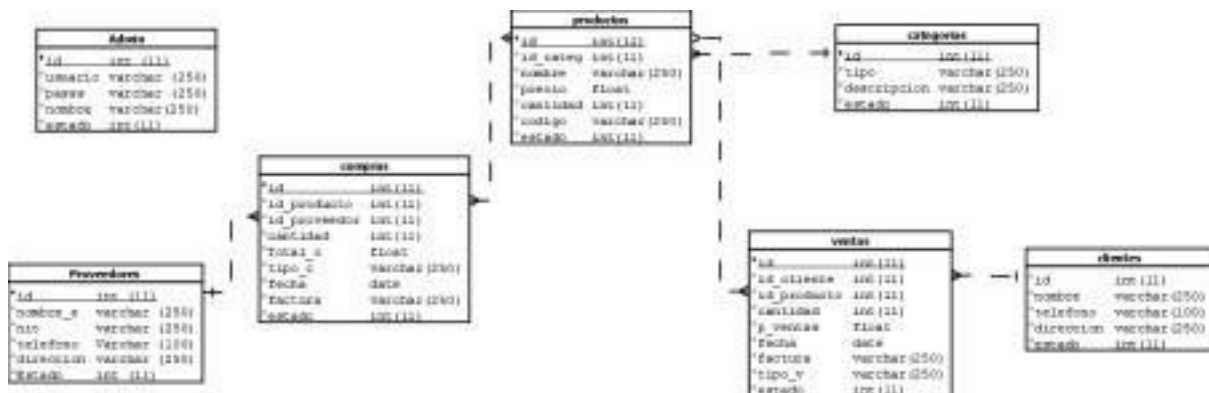 Admin
id int (11)
usuario varchar (250)
passs varchar (250)
nombre varchar(250)
estado int(11)
productos
id int(11)
id_categ int(11)
nombre varchar(250)
precio float
cantidad int(11)
codigo varchar(250)
estado int(11)
categorias
id int(11)
tipo varchar(250)
descripcion varchar(250)
estado int(11)
compras
id int(11)
id_producto int(11)
id_proveedor int(11)
cantidad int(11)
Total_c float
tipo_c varchar(250)
fecha date
factura varchar(250)
estado int(11)
Proveedores
id int (11)
nombre_e varchar (250)
nit varchar (250)
telefono Varchar (100)
direccion varchar (250)
Estado int (11)
ventas
id int(11)
id_cliente int(11)
id_producto int(11)
cantidad int(11)
p_ventas float
fecha date
factura varchar(250)
tipo_v varchar(250)
estado int(11)
clientes
id int(11)
nombre varchar(250)
telefono varchar(100)
direccion varchar(250)
estado int(11)